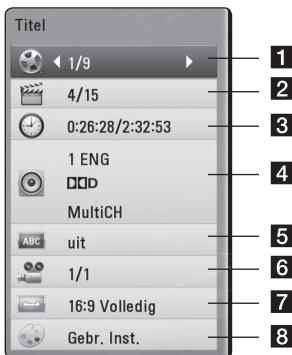 Titel
1/9 1
4/15 2
0:26:28/2:32:53 3
1 ENG
D 4
MultiCH
ABC uit 5
1/1 6
16:9 Volledig 7
Gebr. Inst. 8